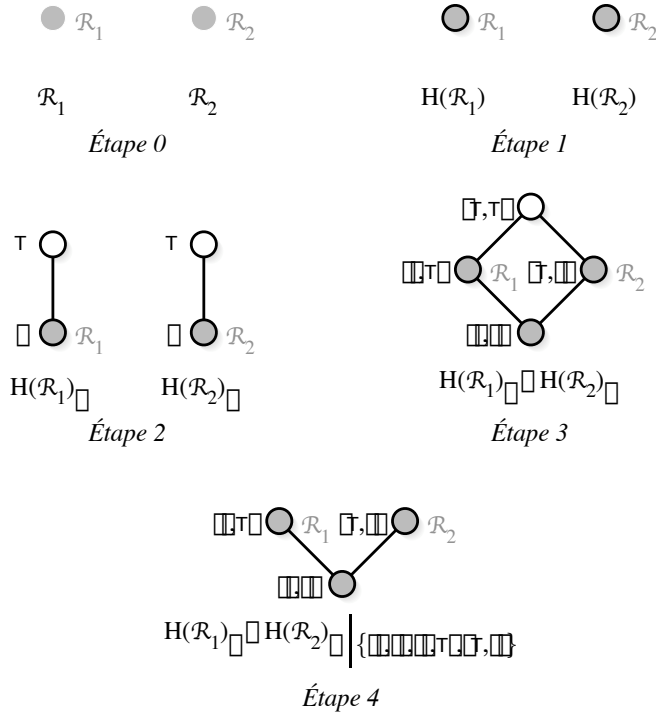 ℛ1 ℛ2 ℛ1 ℛ2
ℛ1 ℛ2 H(ℛ1) H(ℛ2)
Étape 0 Étape 1
⊤,⊤
⊤ ⊤
,⊤ ℛ1 ⊤, ℛ2
ℛ1 ℛ2 ,
H(ℛ1) H(ℛ2) H(ℛ1) H(ℛ2)
Étape 2 Étape 3
,⊤ ℛ1 ⊤, ℛ2
,
H(ℛ1) H(ℛ2) | { , , ,⊤ , ⊤, }
Étape 4